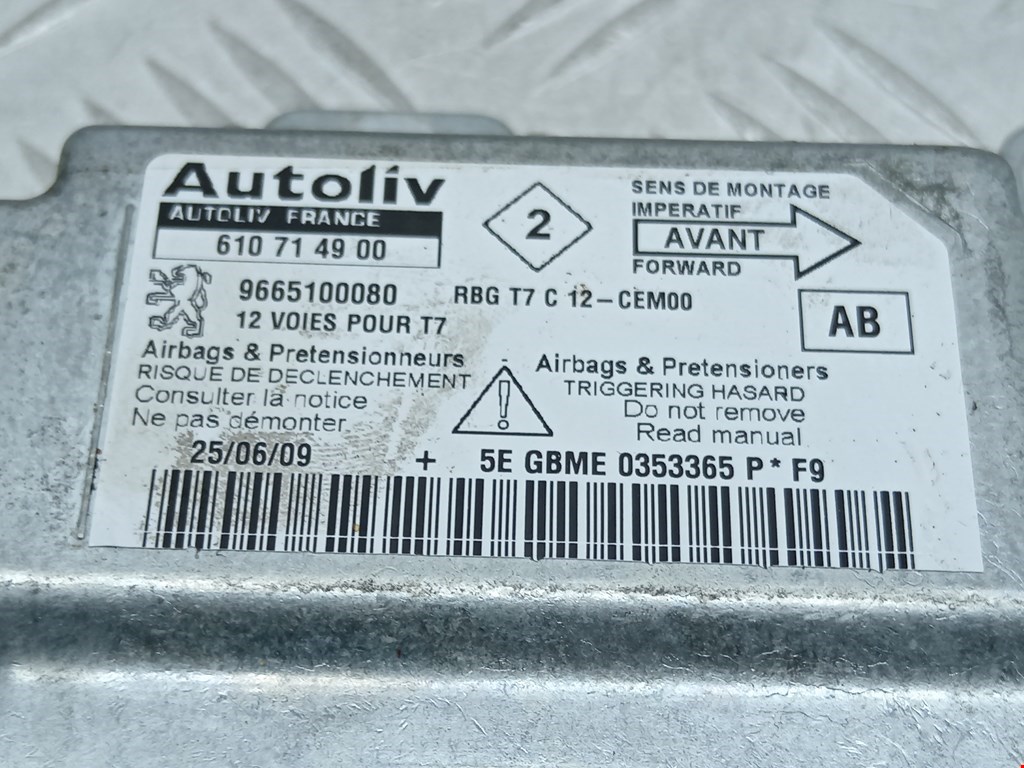 Autoliv
AUTOLIV FRANCE
610 71 49 00
2
SENS DE MONTAGE
IMPERATIF
AVANT
FORWARD
9665100080
RBG T7 C 12-CEM00
12 VOIES POUR T7
AB
Airbags & Pretensionneurs
RISQUE DE DECLENCHEMENT
Consulter la notice
Ne pas démonter
!
Airbags & Pretensioners
TRIGGERING HASARD
Do not remove
Read manual
25/06/09 + 5E GBME 0353365 P * F9